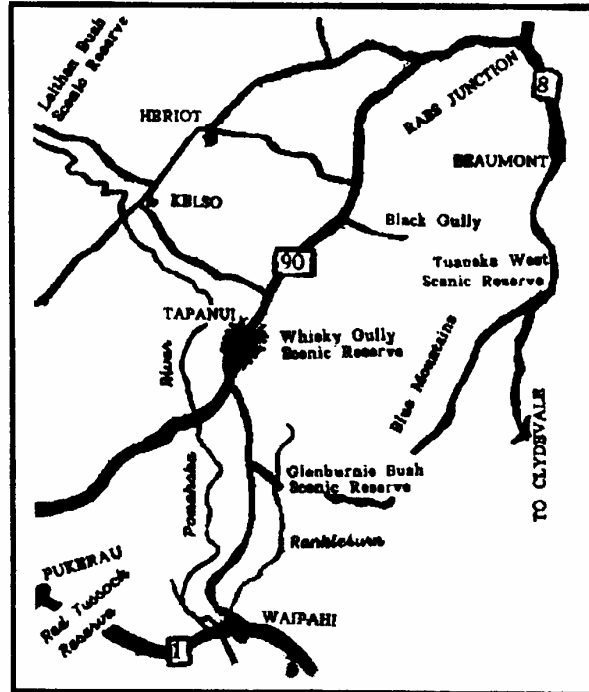 Leithen Bush
Scenic Reserve
HERIOT
RAES JUNCTION
8
BEAUMONT
KELSO
Black Gully
90
Tuapeka West
Scenic Reserve
TAPANUI
Whisky Gully
Scenic Reserve
River
Blue Mountains
Glenburnie Bush
Scenic Reserve
Pomahaka
TO CLYDEVALE
Rankleburn
PUKERAU
Red Tussock
Reserve
WAIPAHI
1